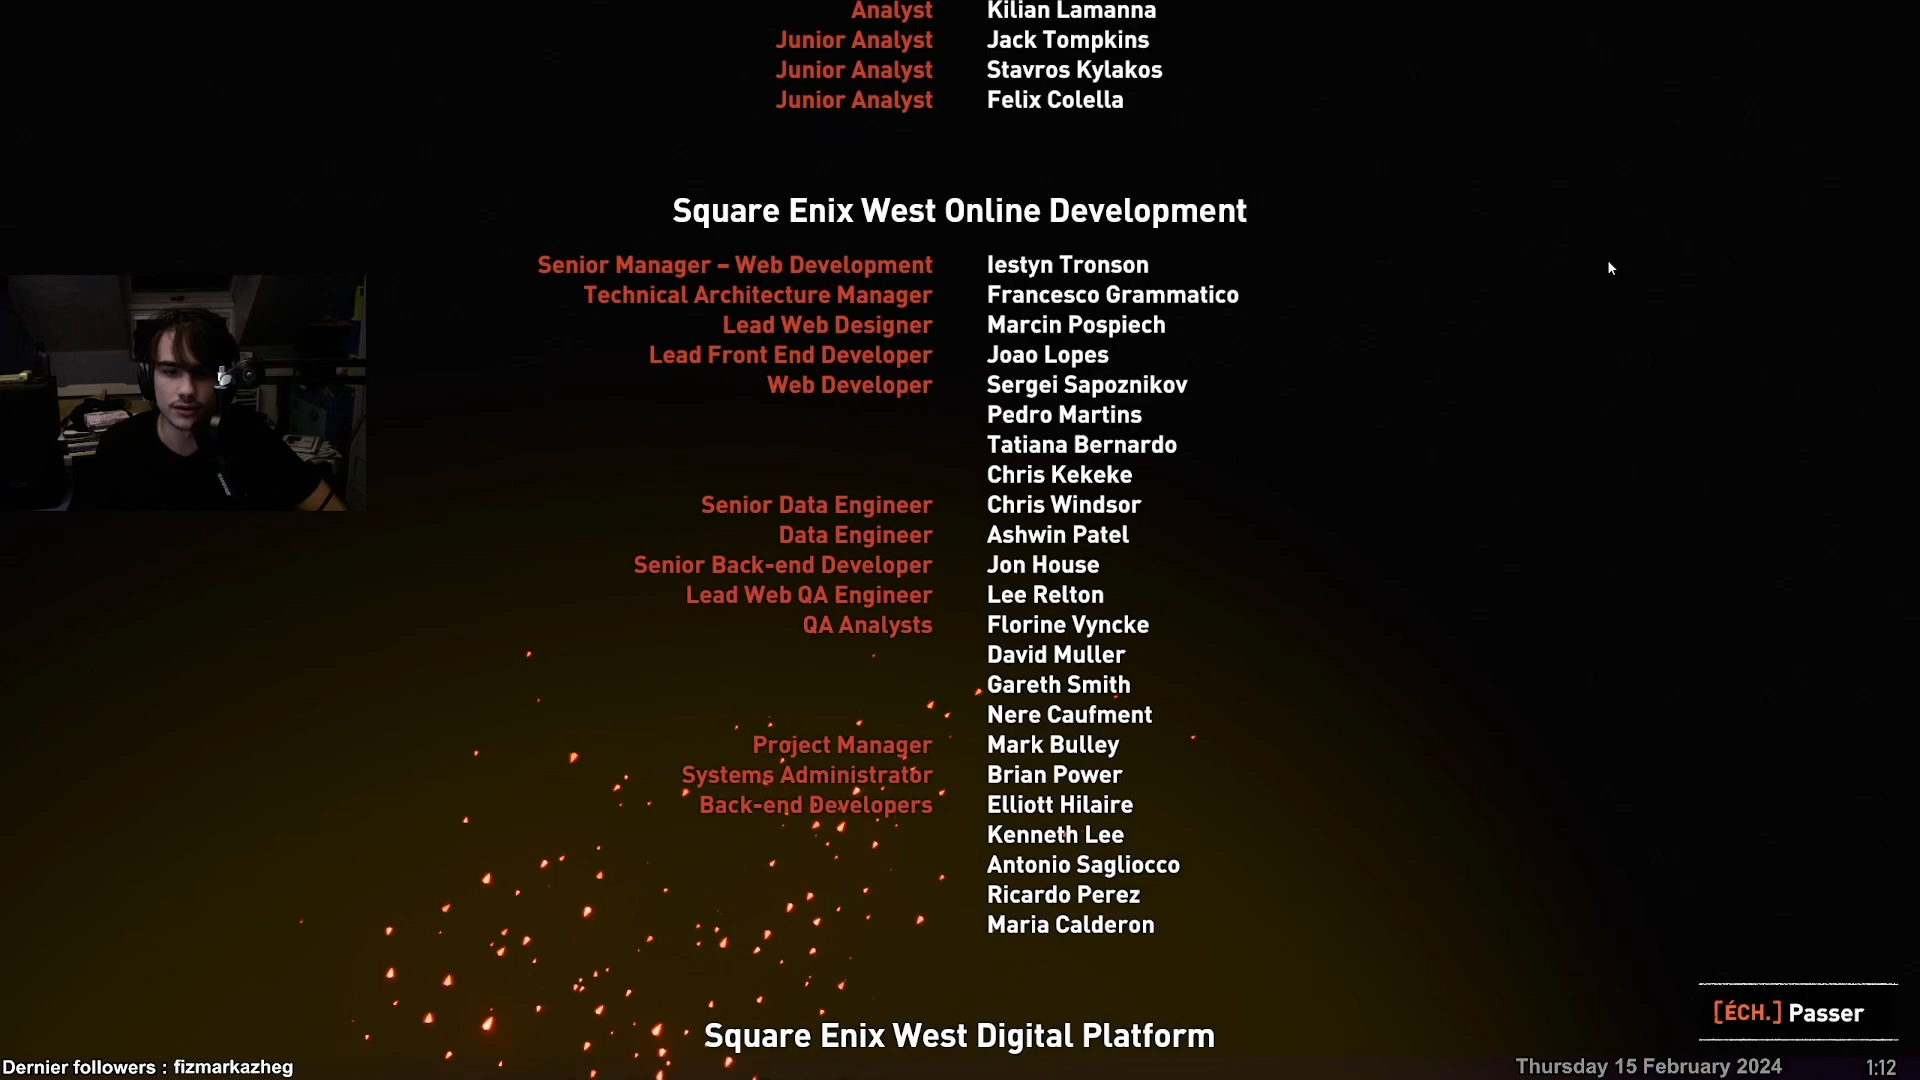 Analyst Kilian Lamanna
Junior Analyst Jack Tompkins
Junior Analyst Stavros Kylakos
Junior Analyst Felix Colella
Square Enix West Online Development
Senior Manager – Web Development Iestyn Tronson
Technical Architecture Manager Francesco Grammatico
Lead Web Designer Marcin Pospiech
Lead Front End Developer Joao Lopes
Web Developer Sergei Sapoznikov
Pedro Martins
Tatiana Bernardo
Chris Kekeke
Senior Data Engineer Chris Windsor
Data Engineer Ashwin Patel
Senior Back-end Developer Jon House
Lead Web QA Engineer Lee Relton
QA Analysts Florine Vyncke
David Muller
Gareth Smith
Nere Caufment
Project Manager Mark Bulley
Systems Administrator Brian Power
Back-end Developers Elliott Hilaire
Kenneth Lee
Antonio Sagliocco
Ricardo Perez
Maria Calderon
Square Enix West Digital Platform
[ÉCH.] Passer
Dernier followers : fizmarkazheg
Thursday 15 February 2024 1:12